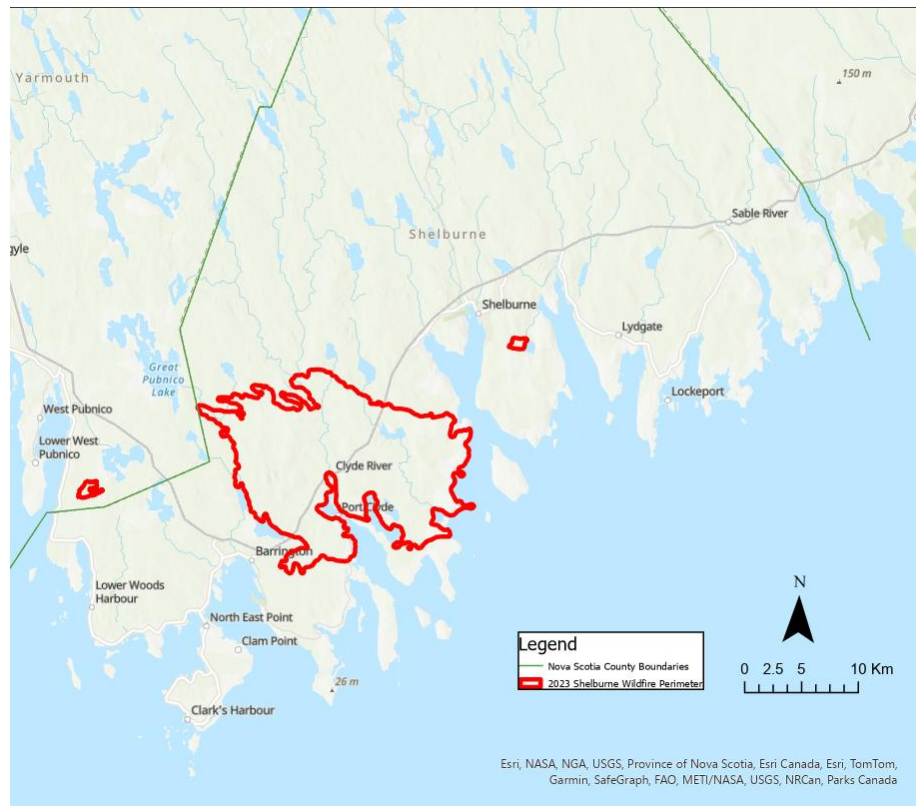 Yarmouth
150 m
Sable River
Shelburne
gyle
Shelburne
Lydgate
Great
Pubnico
Lake
Lockeport
West Pubnico
Lower West
Pubnico
Clyde River
Port Clyde
Barrington
Lower Woods
Harbour
North East Point
Clam Point
26 m
Clark's Harbour
N
Legend
Nova Scotia County Boundaries
2023 Shelburne Wildfire Perimeter
0 2.5 5 10 Km
Esri, NASA, NGA, USGS, Province of Nova Scotia, Esri Canada, Esri, TomTom,
Garmin, SafeGraph, FAO, METI/NASA, USGS, NRCan, Parks Canada